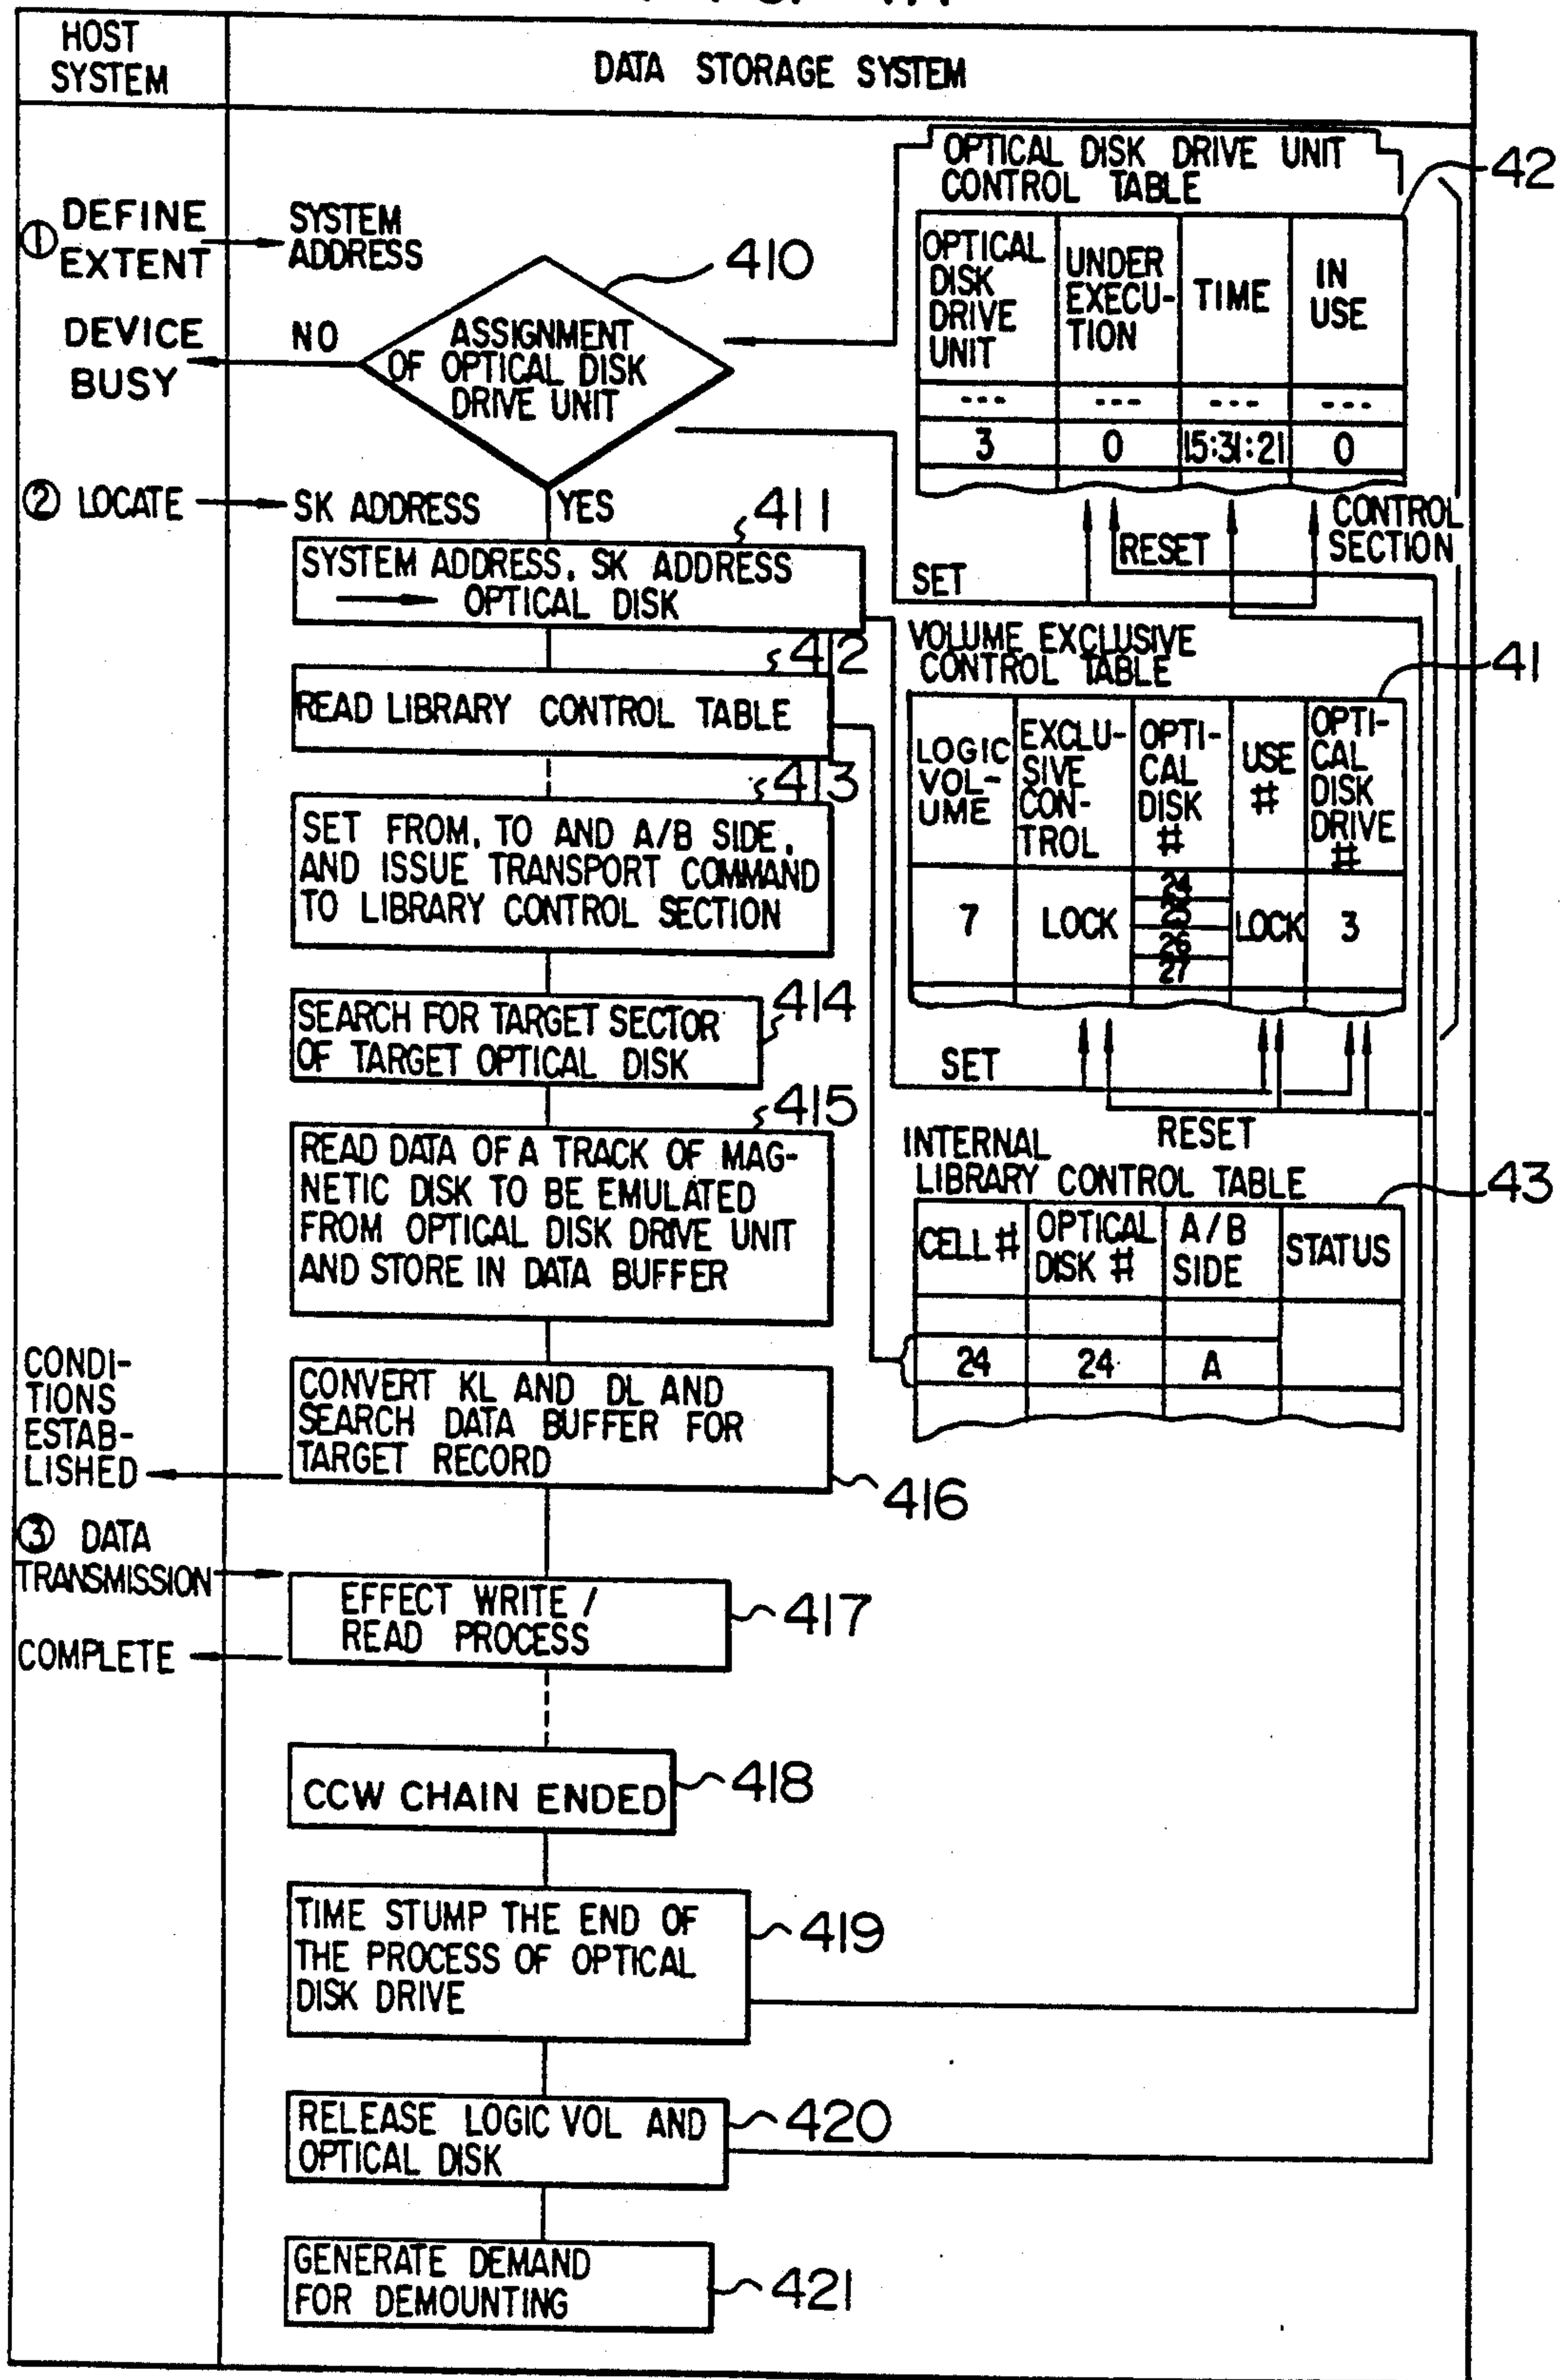 HOST
SYSTEM
DATA STORAGE SYSTEM
① DEFINE
EXTENT
SYSTEM
ADDRESS
410
DEVICE
BUSY
NO
ASSIGNMENT
OF OPTICAL DISK
DRIVE UNIT
② LOCATE
SK ADDRESS
YES
411
SYSTEM ADDRESS, SK ADDRESS
OPTICAL DISK
412
READ LIBRARY CONTROL TABLE
413
SET FROM, TO AND A/B SIDE,
AND ISSUE TRANSPORT COMMAND
TO LIBRARY CONTROL SECTION
414
SEARCH FOR TARGET SECTOR
OF TARGET OPTICAL DISK
415
READ DATA OF A TRACK OF MAG-
NETIC DISK TO BE EMULATED
FROM OPTICAL DISK DRIVE UNIT
AND STORE IN DATA BUFFER
CONDI-
TIONS
ESTAB-
LISHED
CONVERT KL AND DL AND
SEARCH DATA BUFFER FOR
TARGET RECORD
416
③ DATA
TRANSMISSION
EFFECT WRITE /
READ PROCESS
417
COMPLETE
CCW CHAIN ENDED
418
TIME STUMP THE END OF
THE PROCESS OF OPTICAL
DISK DRIVE
419
RELEASE LOGIC VOL AND
OPTICAL DISK
420
GENERATE DEMAND
FOR DEMOUNTING
421
OPTICAL DISK DRIVE UNIT
CONTROL TABLE
42
OPTICAL
DISK
DRIVE
UNIT
UNDER
EXECU-
TION
TIME
IN
USE
--- --- --- ---
3 0 15:31:21 0
CONTROL
SECTION
RESET
SET
VOLUME EXCLUSIVE
CONTROL TABLE
41
LOGIC
VOL-
UME
EXCLU-
SIVE
CON-
TROL
OPTI-
CAL
DISK
#
USE
#
OPTI-
CAL
DISK
DRIVE
#
7 LOCK
24
25
26
27
LOCK 3
SET
RESET
INTERNAL
LIBRARY CONTROL TABLE
43
CELL #
OPTICAL
DISK #
A/B
SIDE
STATUS
24 24 A